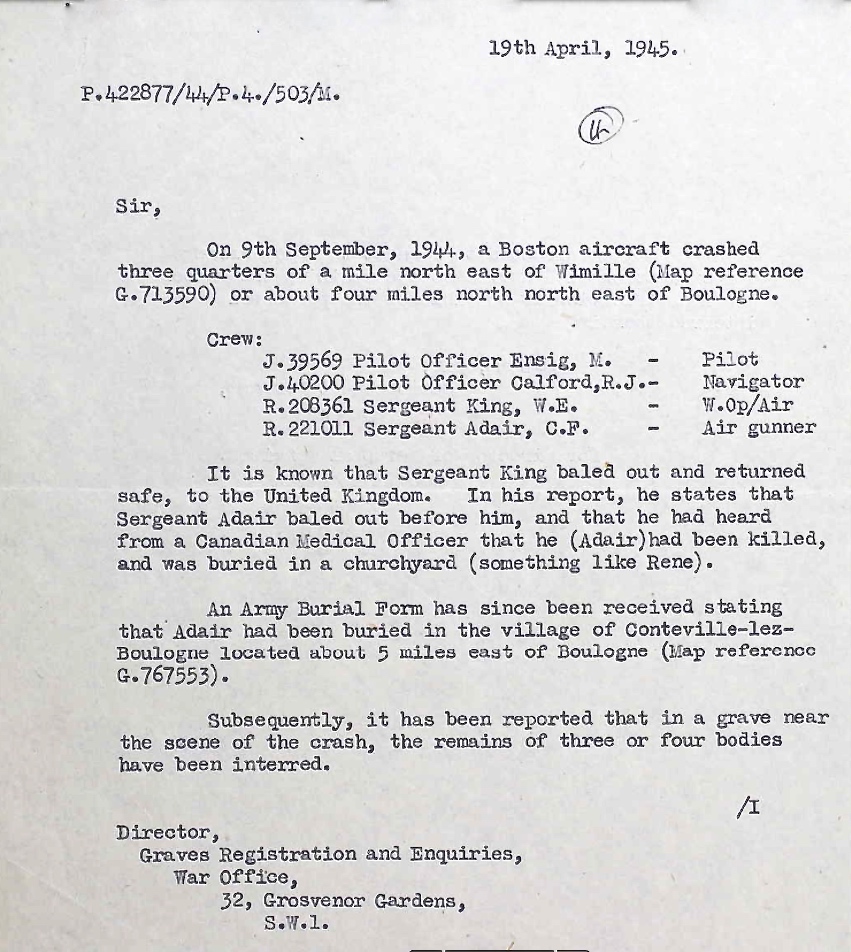 19th April, 1945.
P.422877/44/P.4./503/M.
Sir,
On 9th September, 1944, a Boston aircraft crashed
three quarters of a mile north east of Wimille (Map reference
G.713590) or about four miles north north east of Boulogne.
Crew:
J.39569 Pilot Officer Ensig, M. - Pilot
J.40200 Pilot Officer Calford,R.J.- Navigator
R.208361 Sergeant King, W.E. - W.Op/Air
R.221011 Sergeant Adair, C.F. - Air gunner
It is known that Sergeant King baled out and returned
safe, to the United Kingdom. In his report, he states that
Sergeant Adair baled out before him, and that he had heard
from a Canadian Medical Officer that he (Adair)had been killed,
and was buried in a churchyard (something like Rene).
An Army Burial Form has since been received stating
that Adair had been buried in the village of Conteville-lez-
Boulogne located about 5 miles east of Boulogne (Map reference
G.767553).
Subsequently, it has been reported that in a grave near
the scene of the crash, the remains of three or four bodies
have been interred.
/I
Director,
Graves Registration and Enquiries,
War Office,
32, Grosvenor Gardens,
S.W.1.